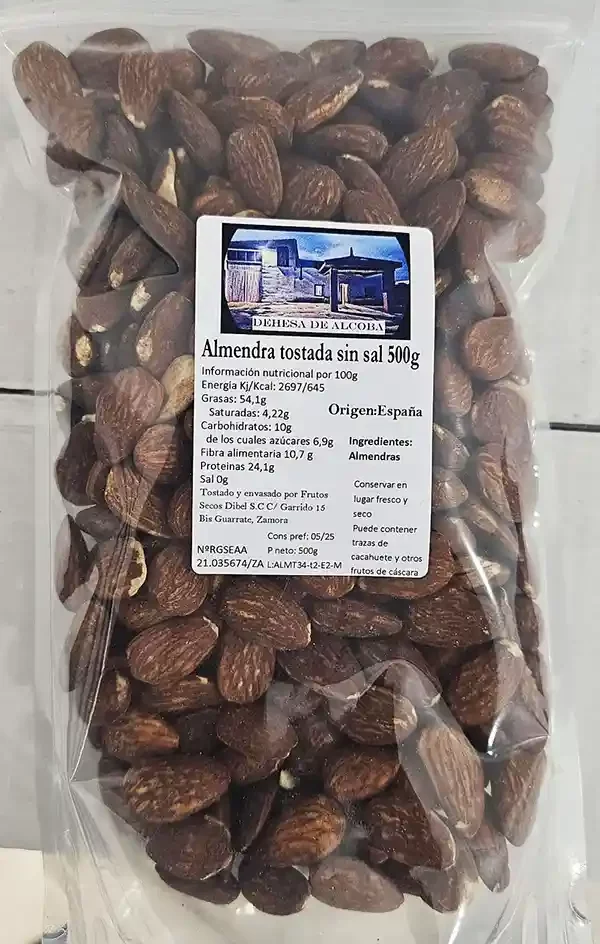 DEHESA DE ALCOBA
Almendra tostada sin sal 500g
Información nutricional por 100g
Energia Kj/Kcal: 2697/645
Grasas: 54,1g
Saturadas: 4,22g
Carbohidratos: 10g
de los cuales azúcares 6,9g
Fibra alimentaria 10,7 g
Proteinas 24,1g
Sal 0g
Tostado y envasado por Frutos
Secos Dibel S.C C/ Garrido 15
Bis Guarrate, Zamora
Cons pref: 05/25
NºRGSEAA P neto: 500g
21.035674/ZA L:ALMT34-t2-E2-M
Origen:España
Ingredientes:
Almendras
Conservar en
lugar fresco y
seco
Puede contener
trazas de
cacahuete y otros
frutos de cáscara